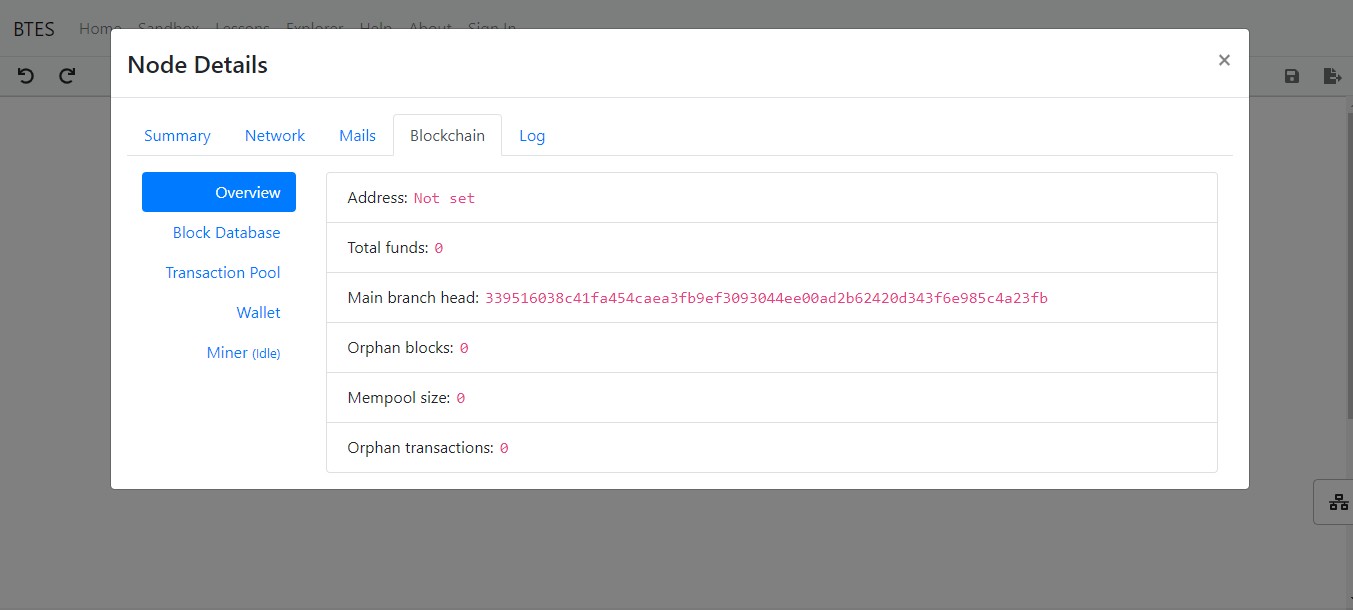 BTES Home Sandbox Lessons Explorer Help About Sign In
Node Details ×
Summary Network Mails Blockchain Log
Overview
Block Database
Transaction Pool
Wallet
Miner (Idle)
Address: Not set
Total funds: 0
Main branch head: 339516038c41fa454caea3fb9ef3093044ee00ad2b62420d343f6e985c4a23fb
Orphan blocks: 0
Mempool size: 0
Orphan transactions: 0